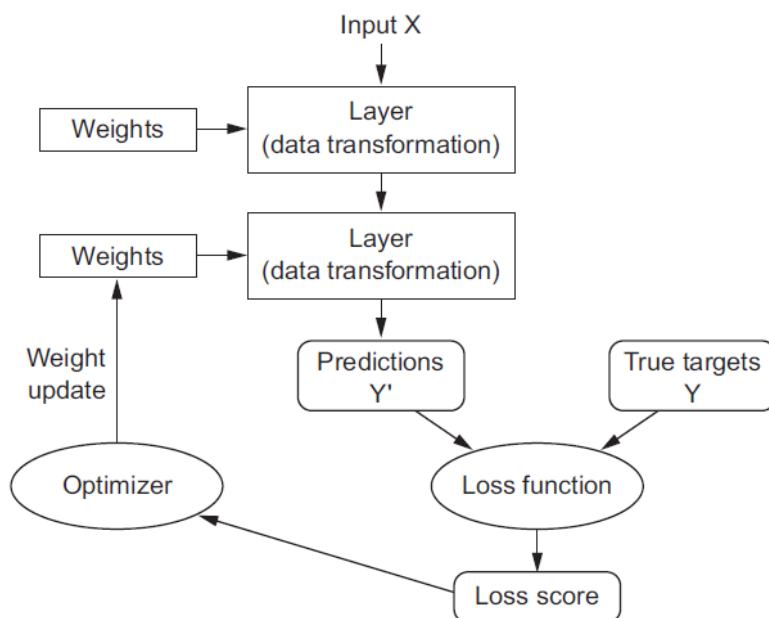 Input X
Layer
(data transformation)
Weights
Layer
(data transformation)
Weights
Weight
update
Predictions
Y'
True targets
Y
Optimizer
Loss function
Loss score